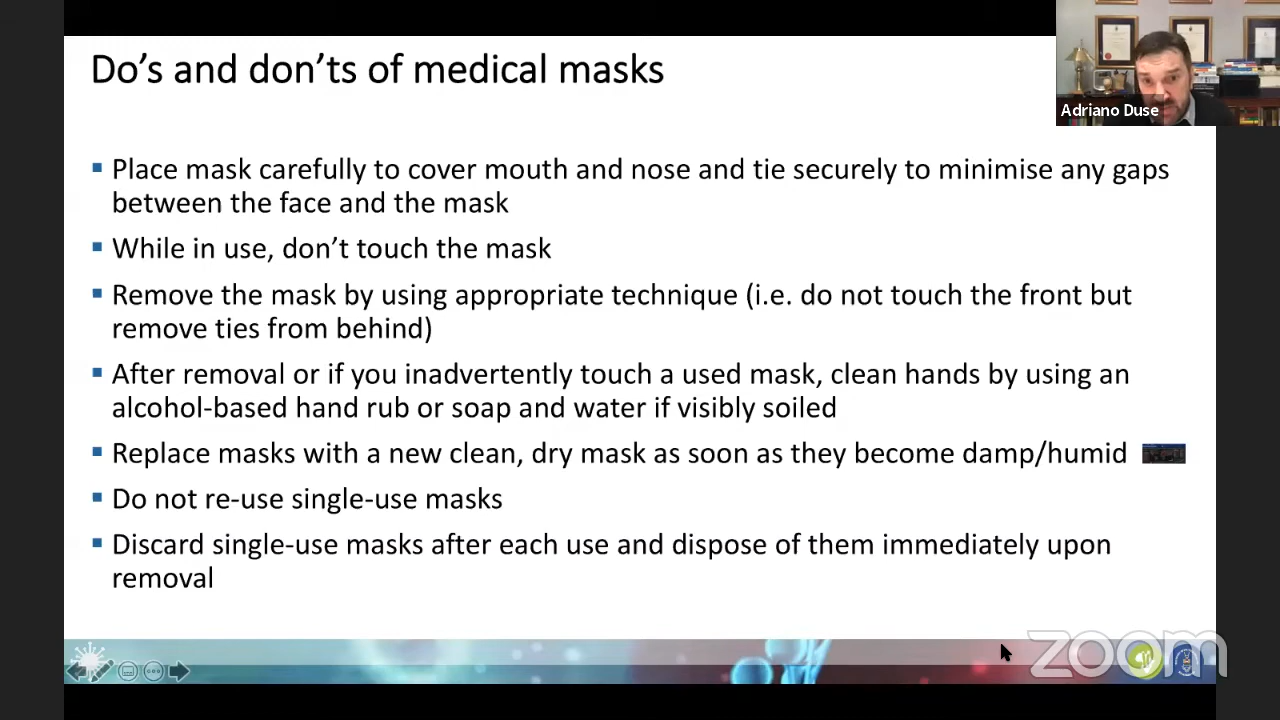 Do's and don'ts of medical masks
Adriano Duse
▪ Place mask carefully to cover mouth and nose and tie securely to minimise any gaps
between the face and the mask
▪ While in use, don't touch the mask
▪ Remove the mask by using appropriate technique (i.e. do not touch the front but
remove ties from behind)
▪ After removal or if you inadvertently touch a used mask, clean hands by using an
alcohol-based hand rub or soap and water if visibly soiled
▪ Replace masks with a new clean, dry mask as soon as they become damp/humid
▪ Do not re-use single-use masks
▪ Discard single-use masks after each use and dispose of them immediately upon
removal
zoom